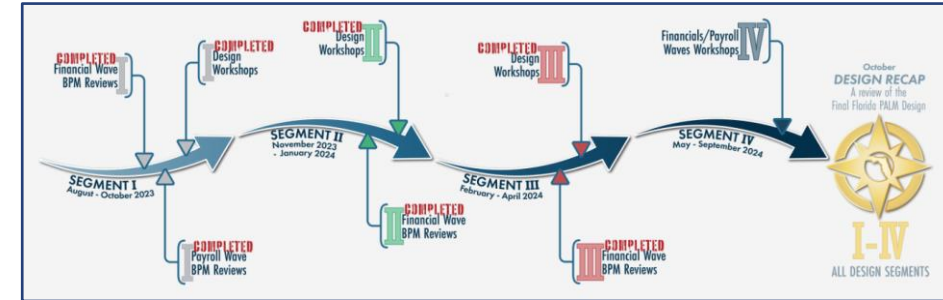 COMPLETED
Financial Wave
BPM Reviews
I
COMPLETED
Design
Workshops
I
SEGMENT I
August - October 2023
COMPLETED
Payroll Wave
BPM Reviews
I
COMPLETED
Design
Workshops
II
SEGMENT II
November 2023
- January 2024
COMPLETED
Financial Wave
BPM Reviews
II
COMPLETED
Design
Workshops
III
SEGMENT III
February - April 2024
COMPLETED
Financial Wave
BPM Reviews
III
Financials/Payroll
Waves Workshops
IV
SEGMENT IV
May - September 2024
October
DESIGN RECAP
A review of the
Final Florida PALM Design
I-IV
ALL DESIGN SEGMENTS